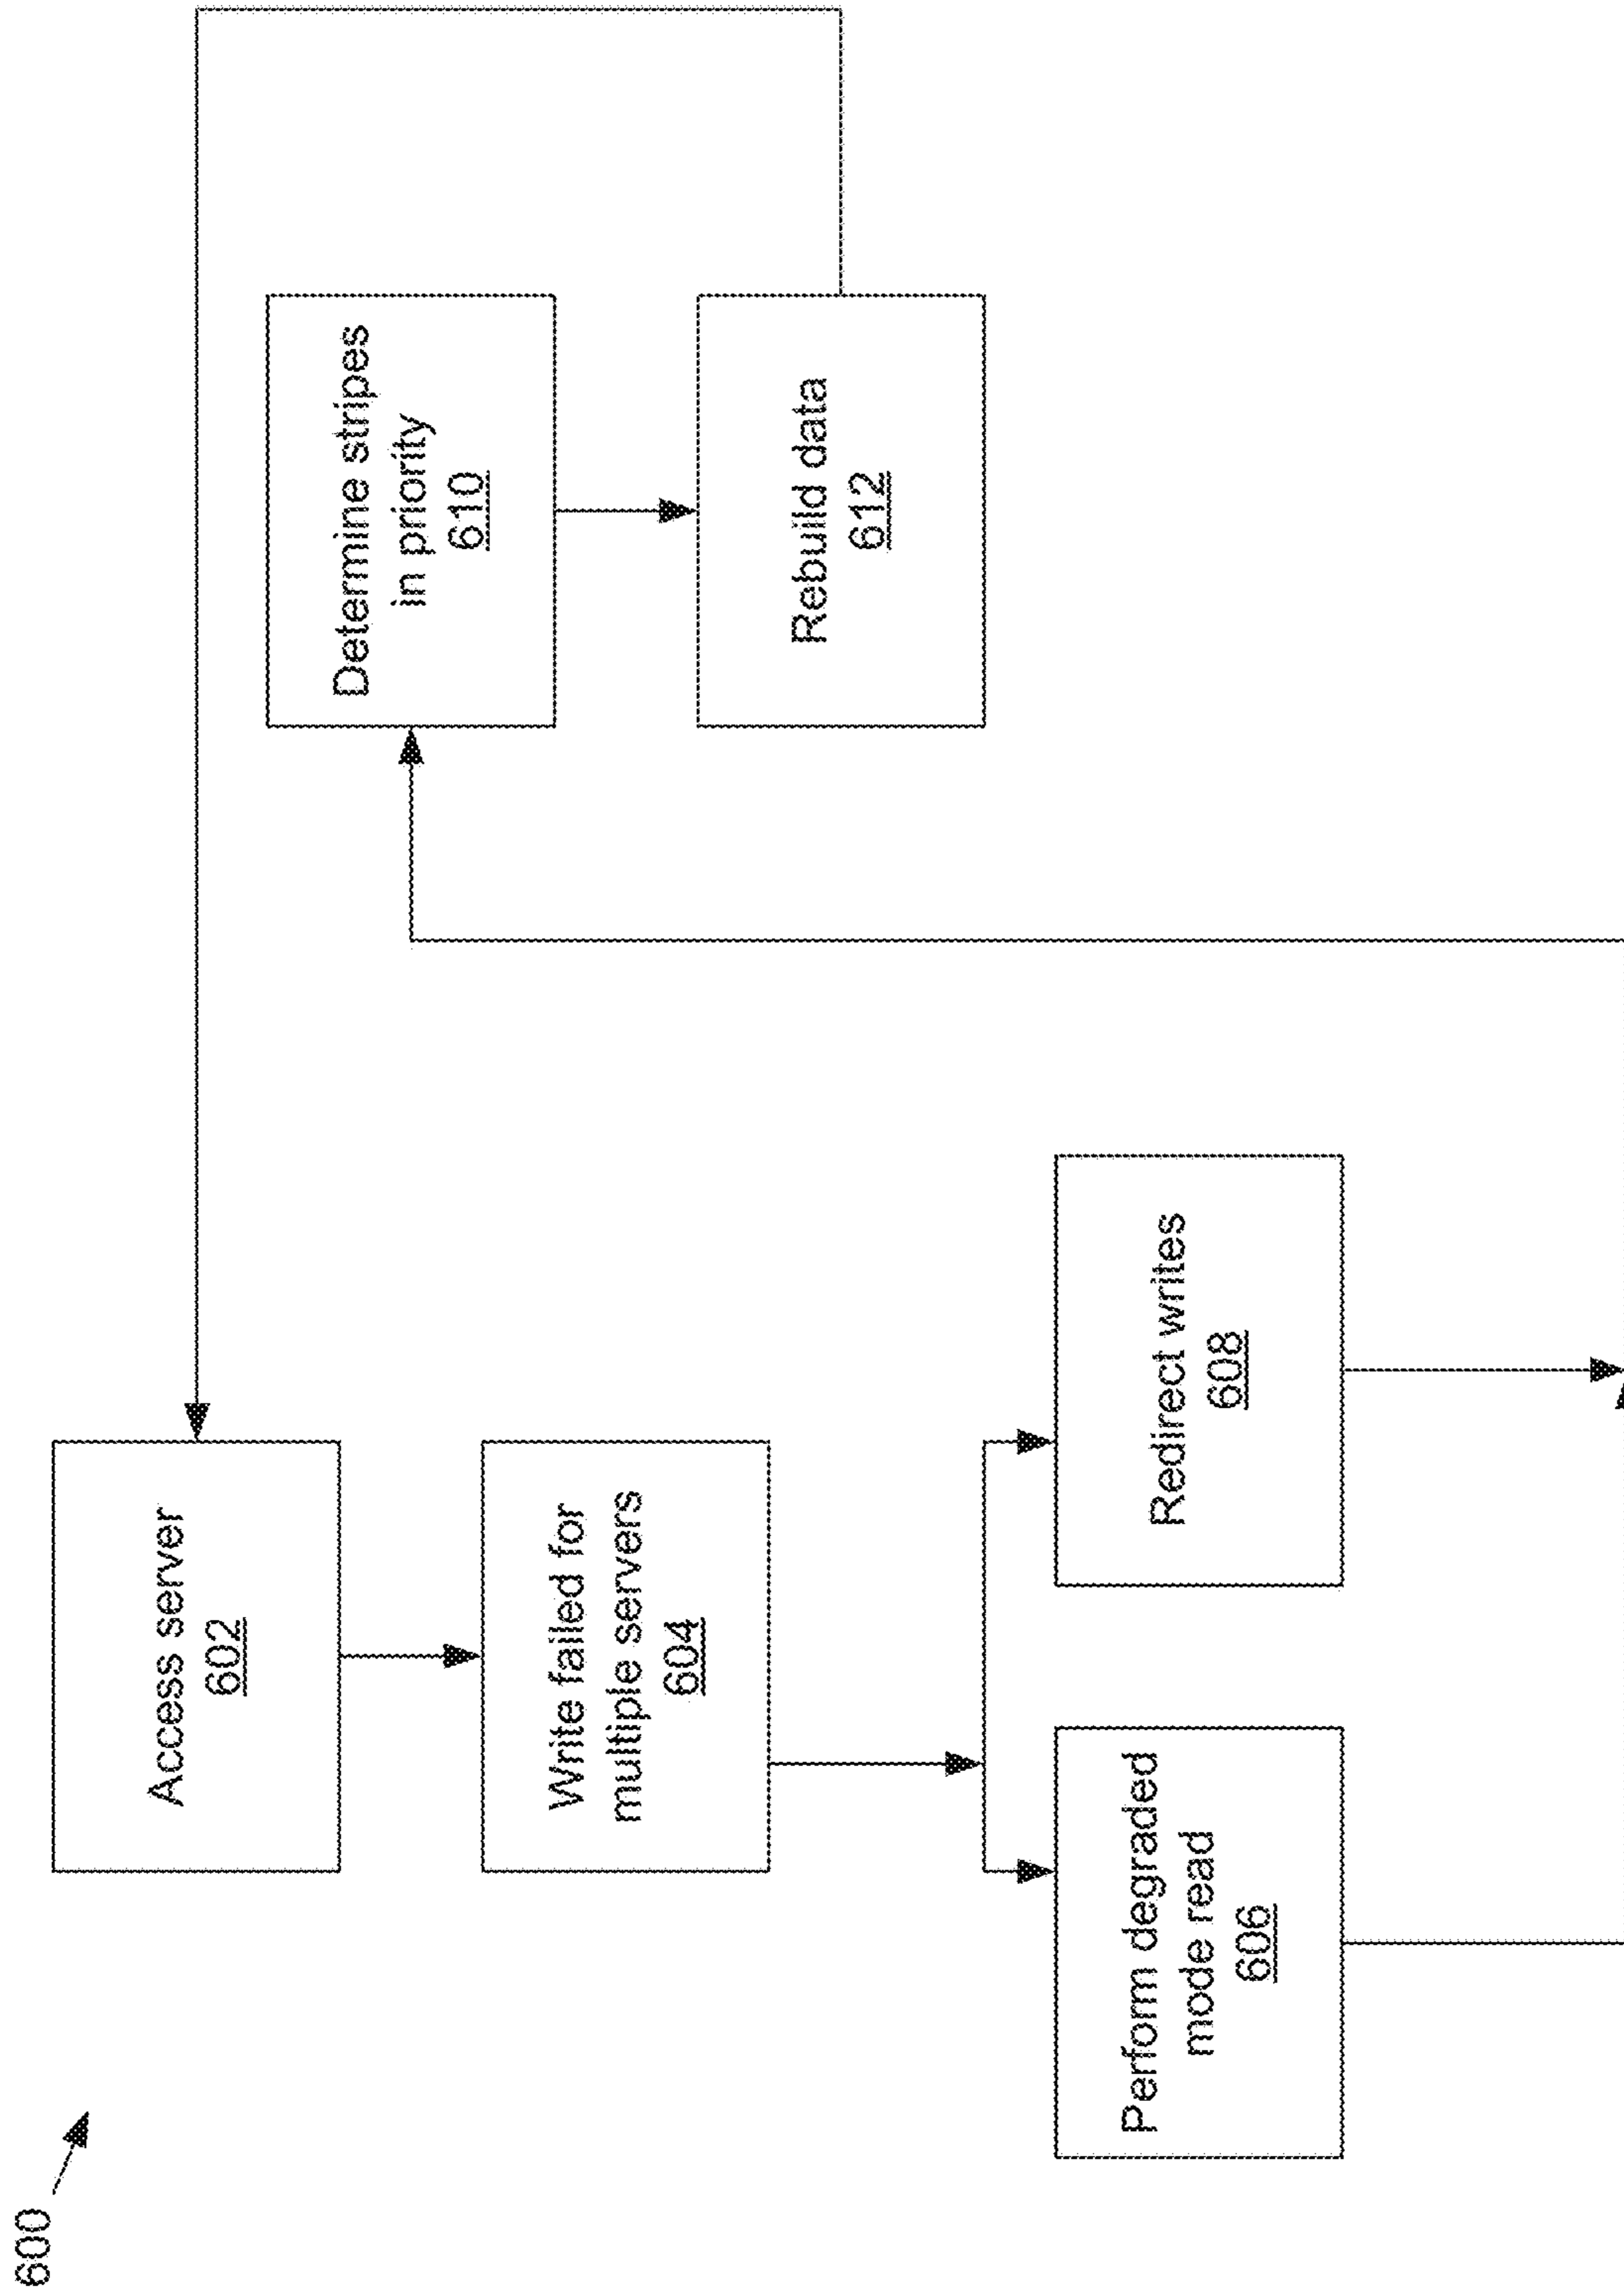 600
Access server
602
Write failed for
multiple servers
604
Perfom degraded
mode read
606
Redirect writes
608
Determine stripes
in priority
610
Rebuild data
612